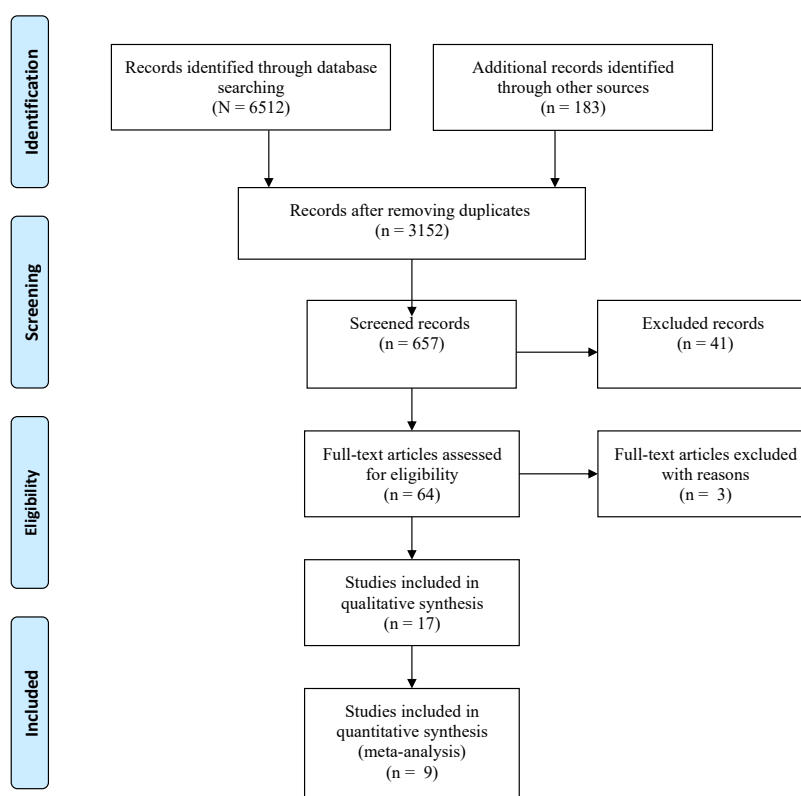 Identification
Records identified through database
searching
(N = 6512)
Additional records identified
through other sources
(n = 183)
Records after removing duplicates
(n = 3152)
Screening
Screened records
(n = 657)
Excluded records
(n = 41)
Eligibility
Full-text articles assessed
for eligibility
(n = 64)
Full-text articles excluded
with reasons
(n = 3)
Studies included in
qualitative synthesis
(n = 17)
Included
Studies included in
quantitative synthesis
(meta-analysis)
(n = 9)